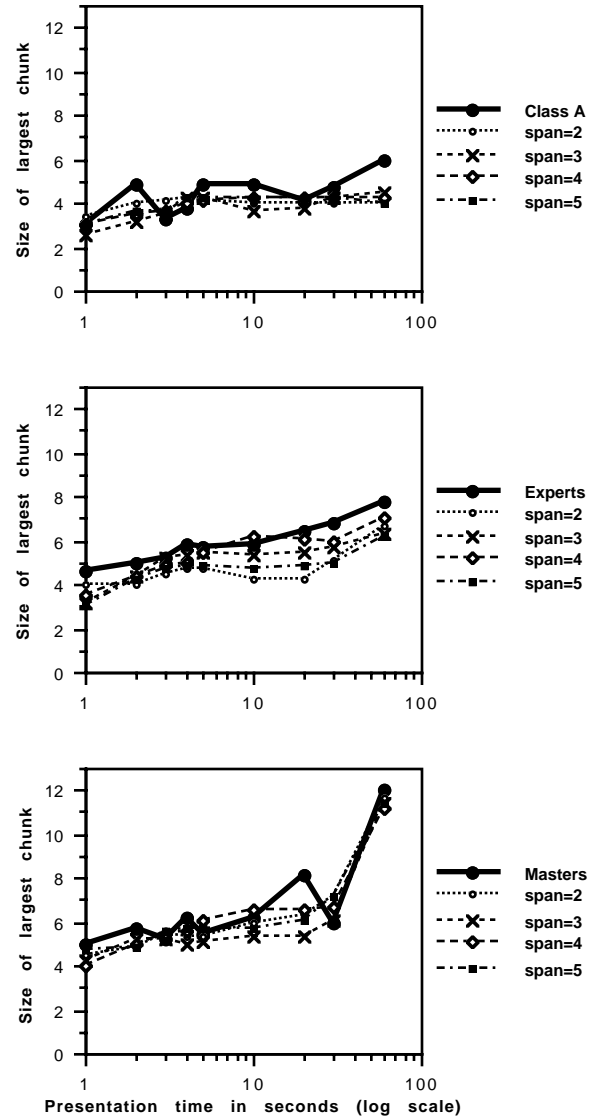 Size of largest chunk
12
10
8
6
4
2
0
1 10 100
Class A
span=2
span=3
span=4
span=5
Size of largest chunk
12
10
8
6
4
2
0
1 10 100
Experts
span=2
span=3
span=4
span=5
Size of largest chunk
12
10
8
6
4
2
0
1 10 100
Masters
span=2
span=3
span=4
span=5
Presentation time in seconds (log scale)